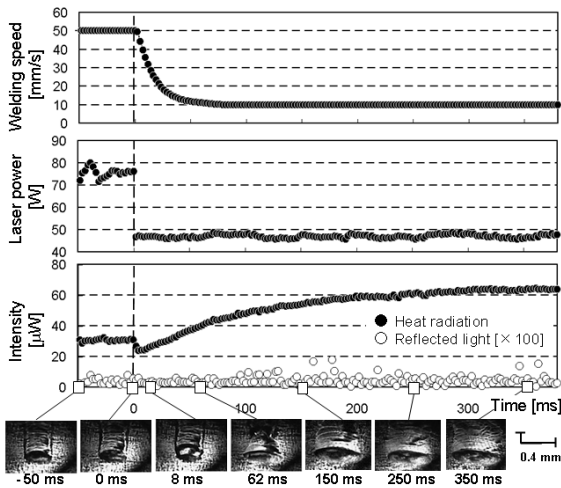 Welding speed
[mm/s]
60
50
40
30
20
10
0
Laser power
[W]
90
80
70
60
50
40
Intensity
[μW]
80
60
40
20
0
Heat radiation
Reflected light [×100]
0
100
200
300
Time [ms]
-50 ms
0 ms
8 ms
62 ms
150 ms
250 ms
350 ms
0.4 mm